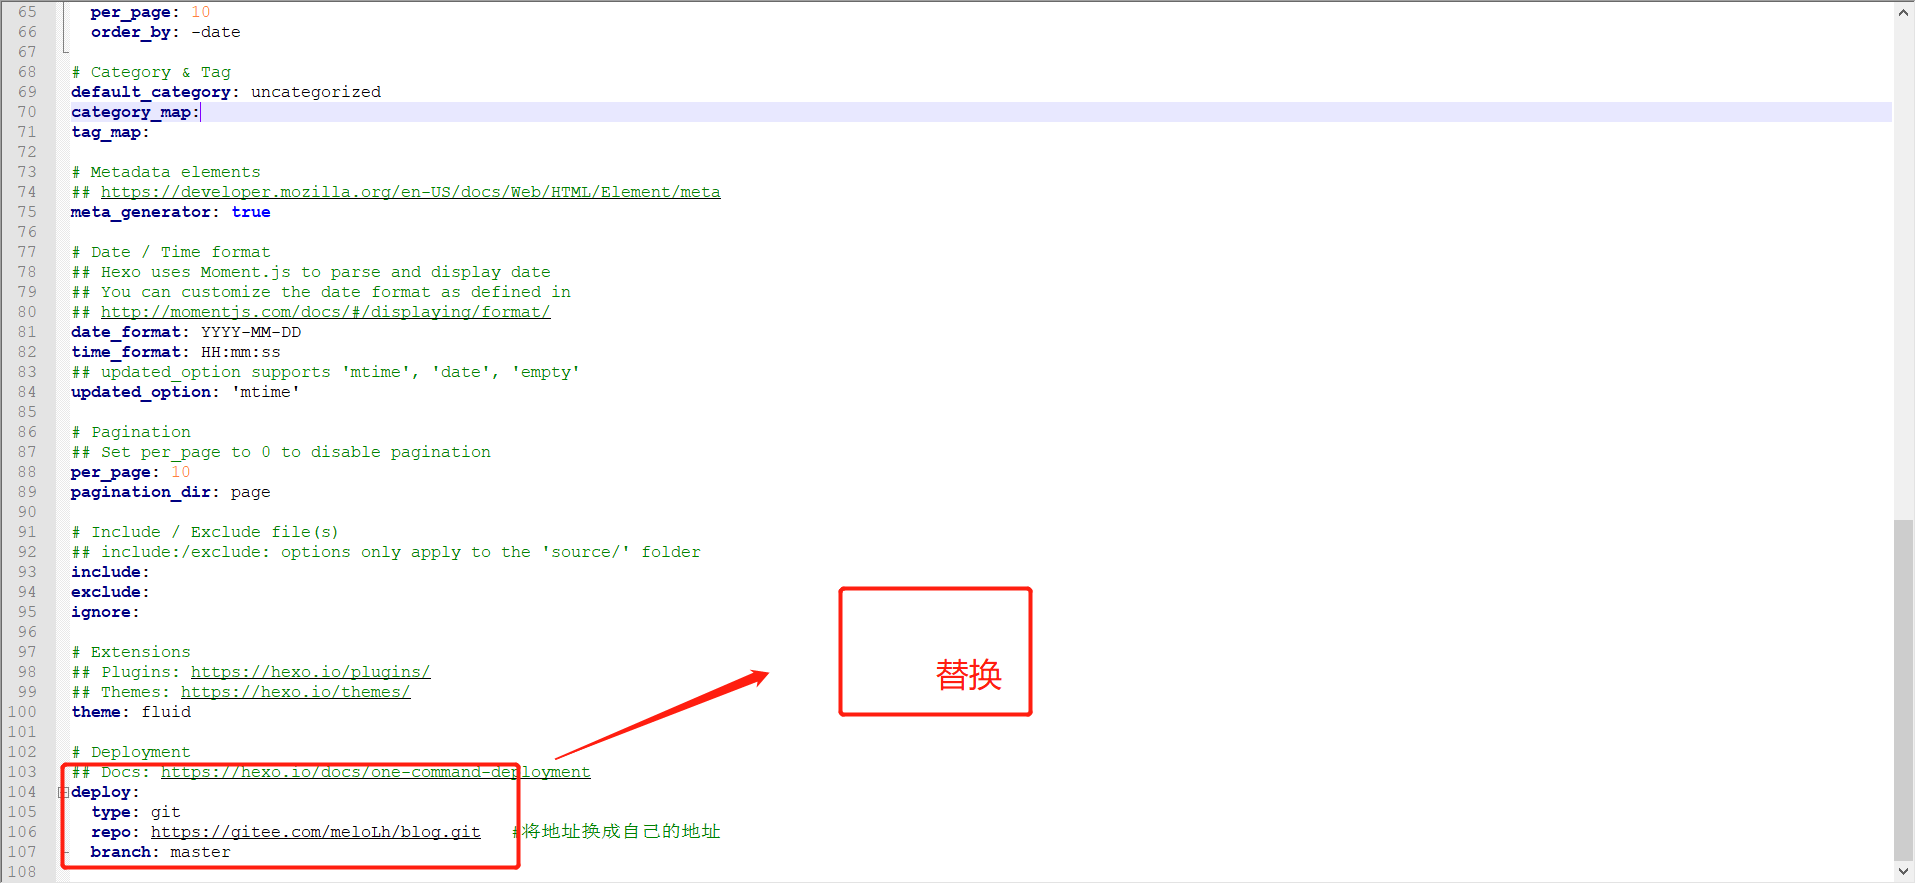 65 per_page: 10
66 order_by: -date
67
68 # Category & Tag
69 default_category: uncategorized
70 category_map:
71 tag_map:
72
73 # Metadata elements
74 ## https://developer.mozilla.org/en-US/docs/Web/HTML/Element/meta
75 meta_generator: true
76
77 # Date / Time format
78 ## Hexo uses Moment.js to parse and display date
79 ## You can customize the date format as defined in
80 ## http://momentjs.com/docs/#/displaying/format/
81 date_format: YYYY-MM-DD
82 time_format: HH:mm:ss
83 ## updated_option supports 'mtime', 'date', 'empty'
84 updated_option: 'mtime'
85
86 # Pagination
87 ## Set per_page to 0 to disable pagination
88 per_page: 10
89 pagination_dir: page
90
91 # Include / Exclude file(s)
92 ## include:/exclude: options only apply to the 'source/' folder
93 include:
94 exclude:
95 ignore:
96
97 # Extensions
98 ## Plugins: https://hexo.io/plugins/
99 ## Themes: https://hexo.io/themes/
100 theme: fluid
101
102 # Deployment
103 ## Docs: https://hexo.io/docs/one-command-deployment
104 deploy:
105 type: git
106 repo: https://gitee.com/meloLh/blog.git #将地址换成自己的地址
107 branch: master
108
替换